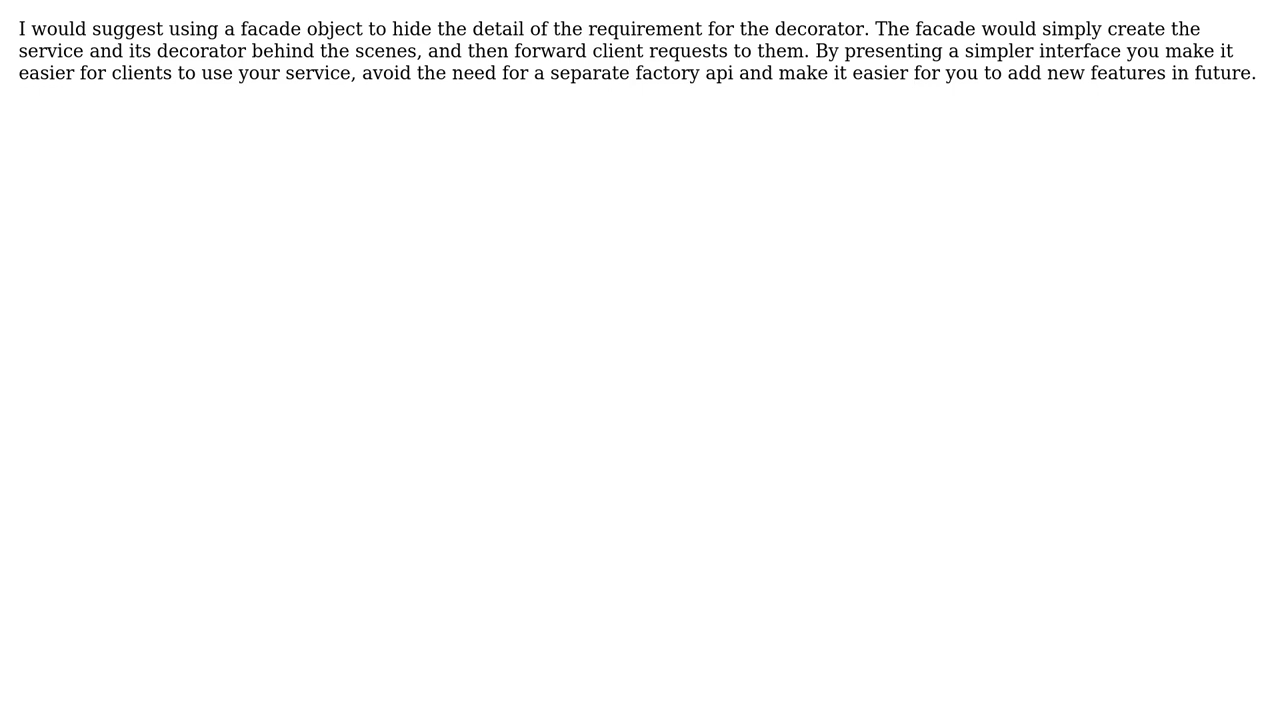 I would suggest using a facade object to hide the detail of the requirement for the decorator. The facade would simply create the
service and its decorator behind the scenes, and then forward client requests to them. By presenting a simpler interface you make it
easier for clients to use your service, avoid the need for a separate factory api and make it easier for you to add new features in future.